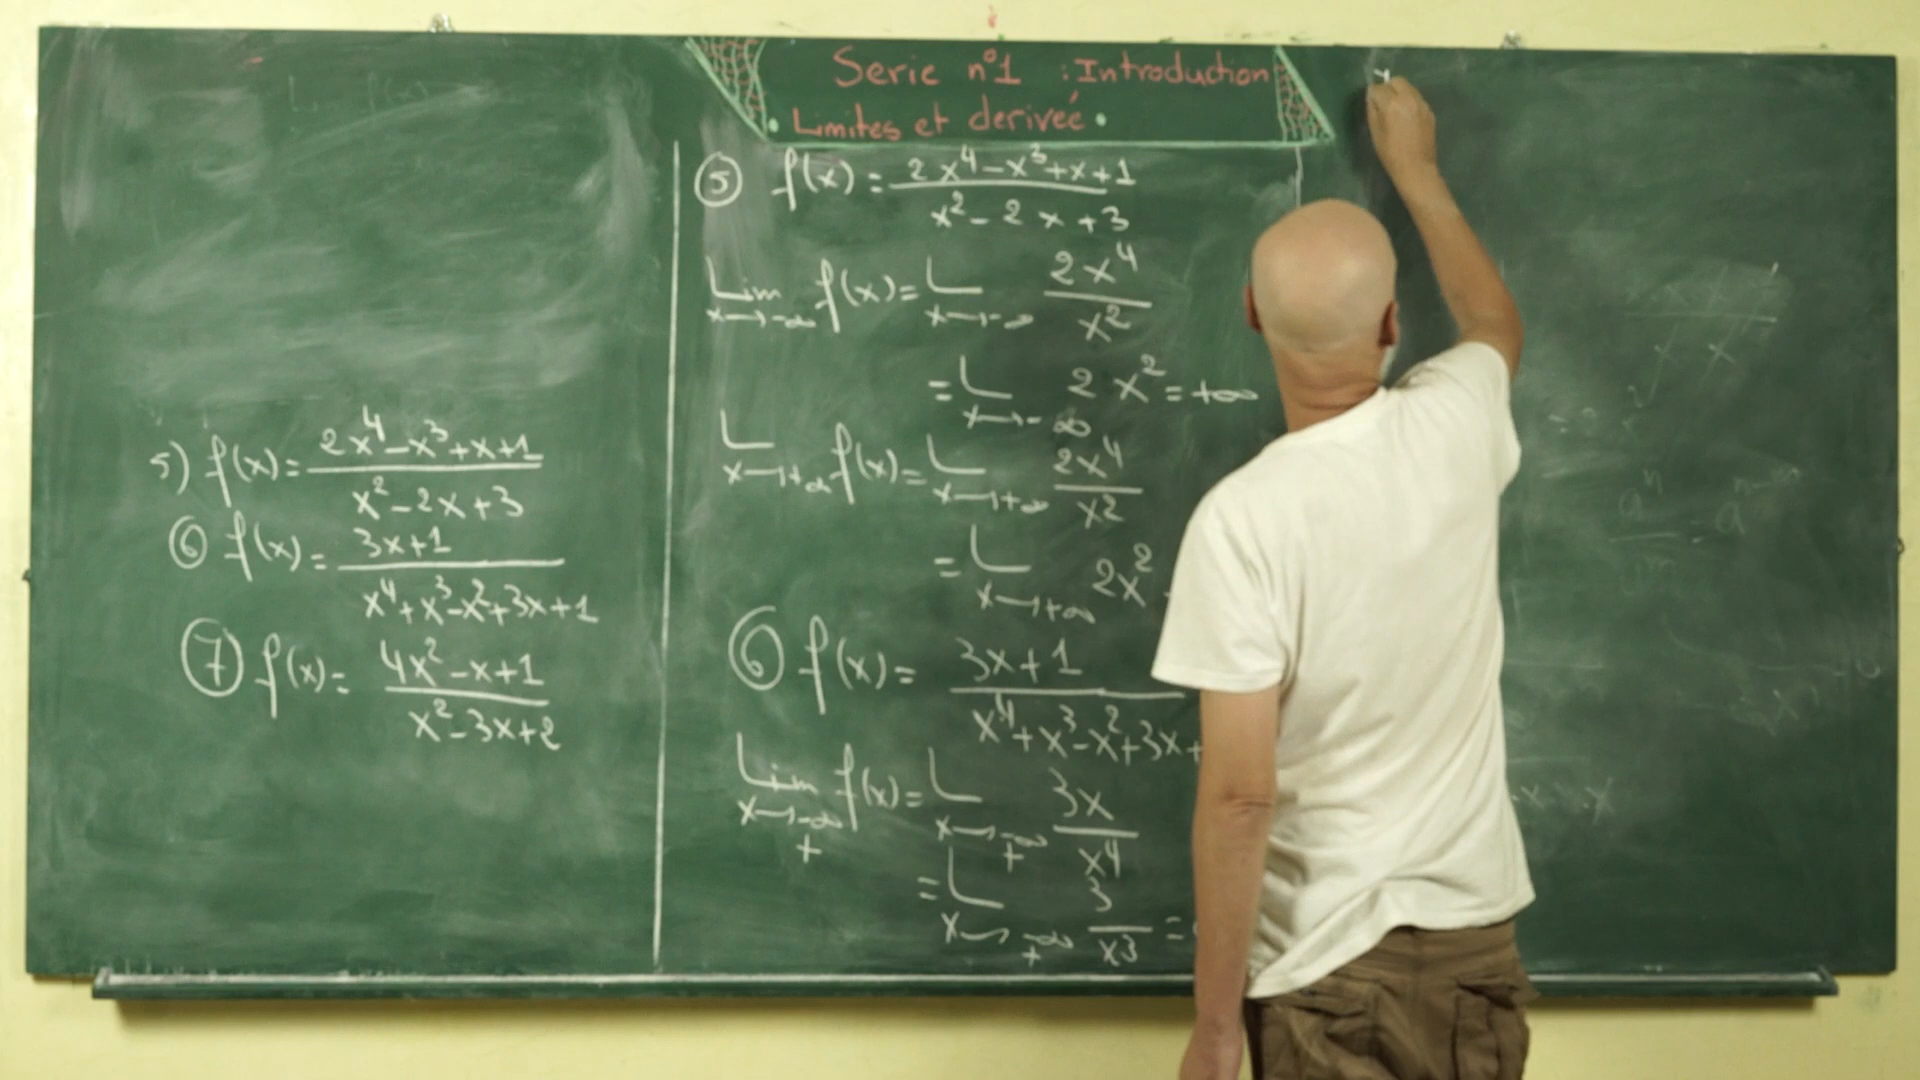 Serie n°1 : Introduction
• Limites et deriveé •
5) f(x) = (2x⁴ - x³ + x + 1) / (x² - 2x + 3)
⑥ f(x) = (3x+1) / (x⁴ + x³ - x² + 3x + 1)
⑦ f(x) = (4x² - x + 1) / (x² - 3x + 2)
⑤ f(x) = (2x⁴ - x³ + x + 1) / (x² - 2x + 3)
Lim x→-∞ f(x) = L x→-∞ 2x⁴ / x²
= L x→-∞ 2x² = +∞
L x→+∞ f(x) = L x→+∞ 2x⁴ / x²
= L x→+∞ 2x²
⑥ f(x) = (3x+1) / (x⁴ + x³ - x² + 3x +
Lim x→-∞ + f(x) = L x→-∞ + 3x / x⁴
= L x→-∞ + 3 / x³ =